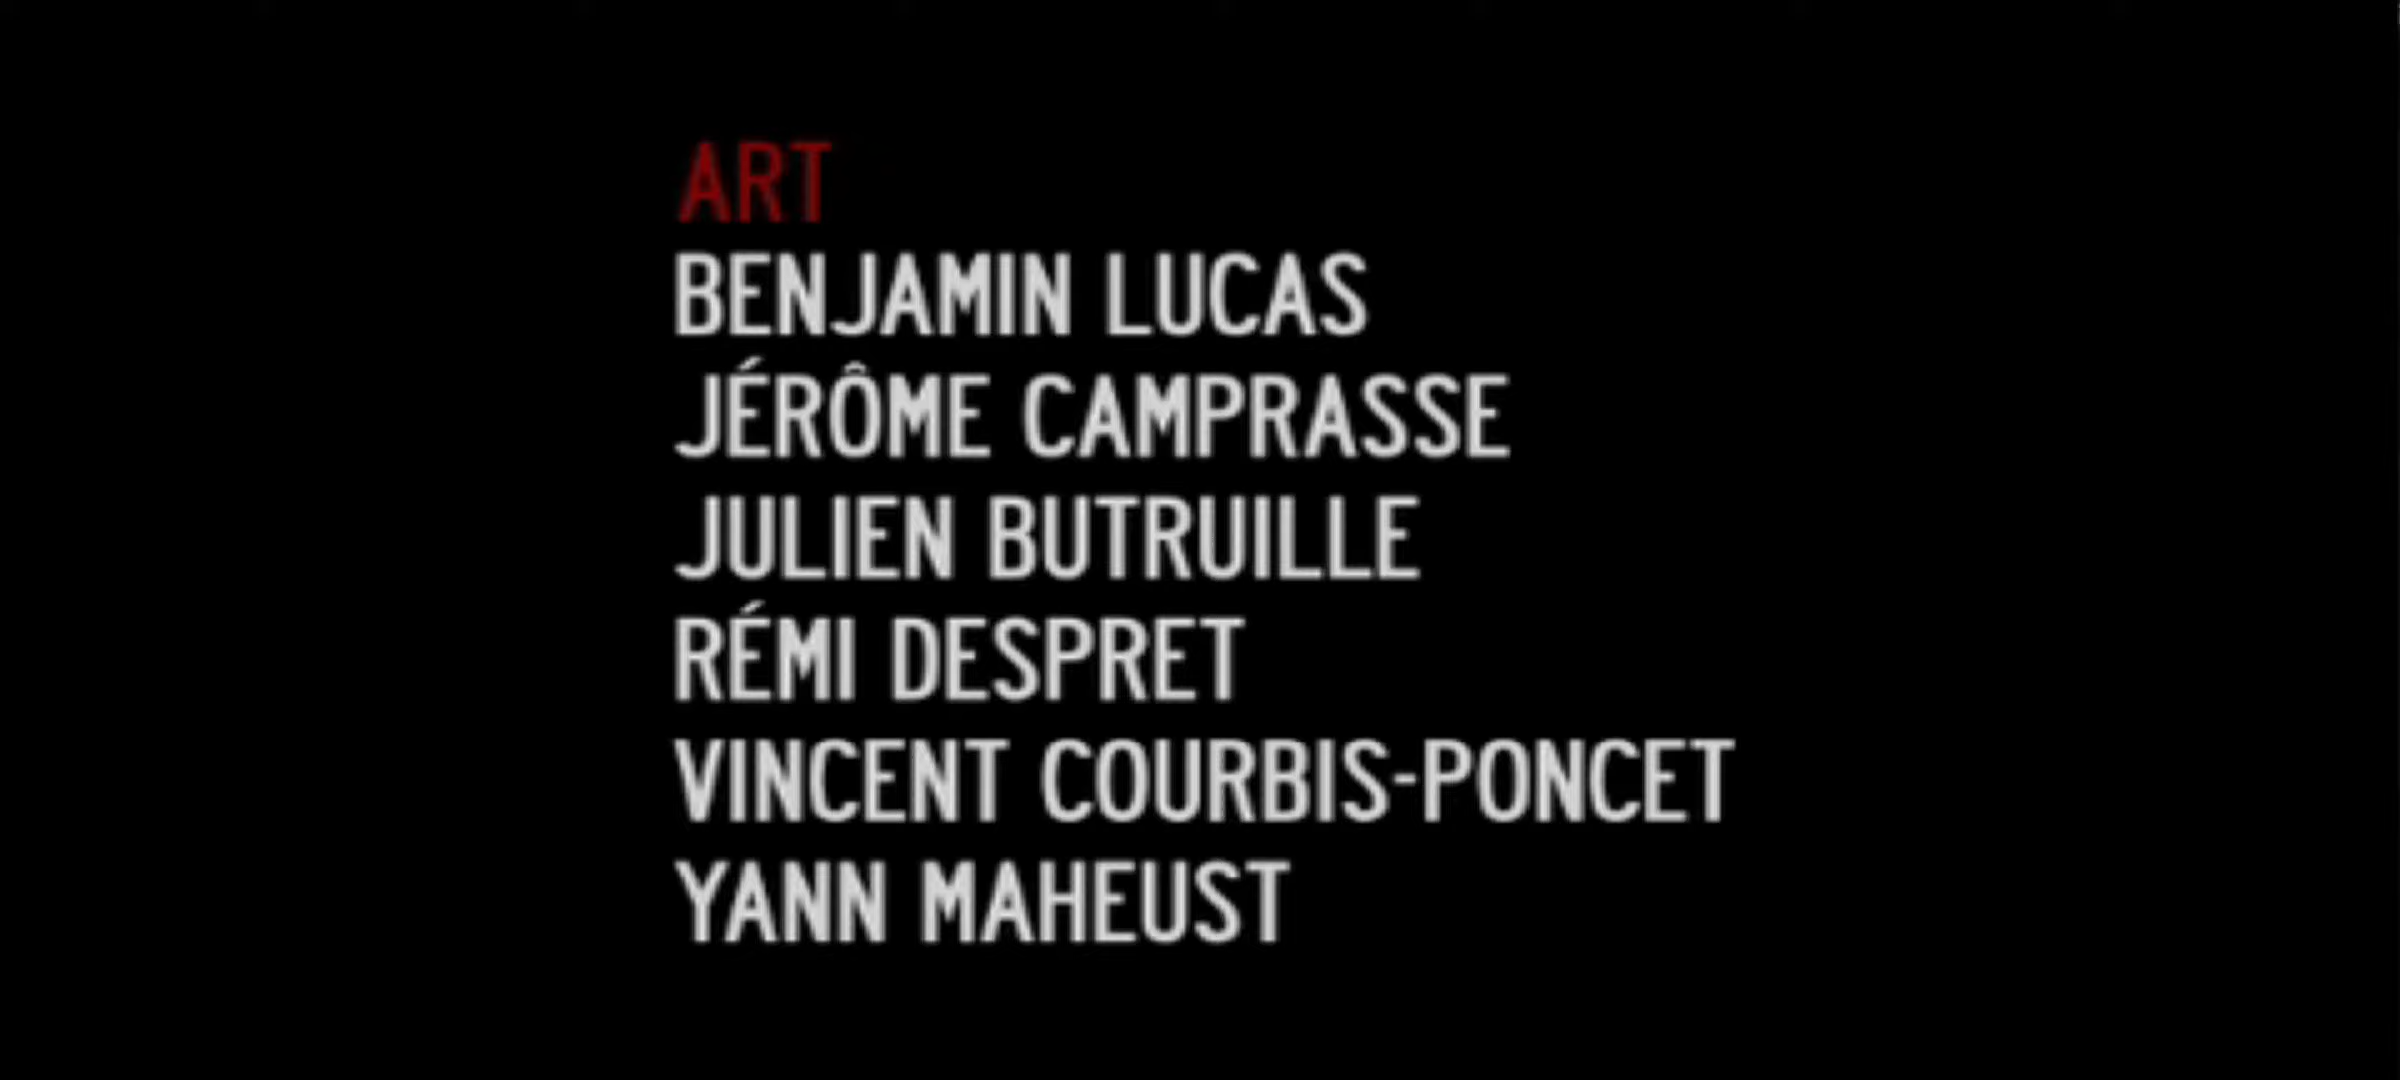 ART
BENJAMIN LUCAS
JÉRÔME CAMPRASSE
JULIEN BUTRUILLE
RÉMI DESPRET
VINCENT COURBIS-PONCET
YANN MAHEUST